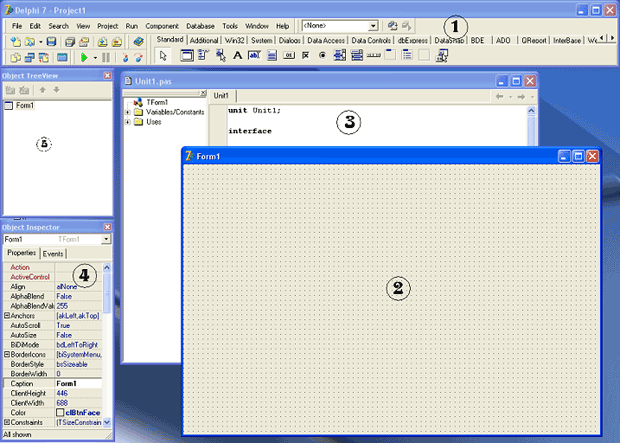 Delphi 7 - Project1
File Edit Search View Project Run Component Database Tools Window Help <None>
1
Standard Additional Win32 System Dialogs Data Access Data Controls dbExpress DataSnap BDE ADO QReport InterBase
Object TreeView
Form1
5
Unit1.pas
TForm1
Variables/Constants
Uses
Unit1
unit Unit1;
interface
3
Form1
2
Object Inspector
Form1 TForm1
Properties Events
4
Action
ActiveControl
Align alNone
AlphaBlend False
AlphaBlendVal 255
Anchors [akLeft,akTop]
AutoScroll True
AutoSize False
BiDiMode bdLeftToRight
BorderIcons [biSystemMenu,
BorderStyle bsSizeable
BorderWidth 0
Caption Form1
ClientHeight 446
ClientWidth 688
Color clBtnFace
Constraints (TSizeConstrain
All shown